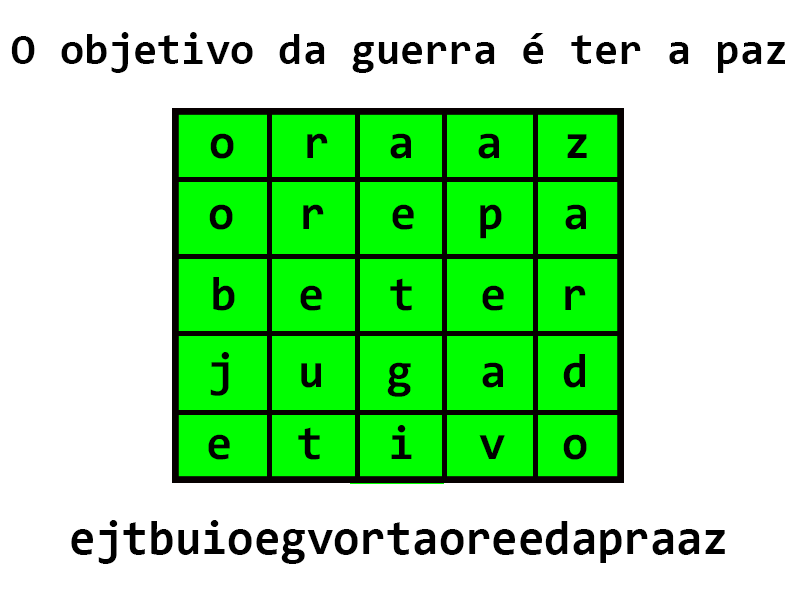 O objetivo da guerra é ter a paz
o r a a z
o r e p a
b e t e r
j u g a d
e t i v o
ejtbuioegvortaoreedapraaz